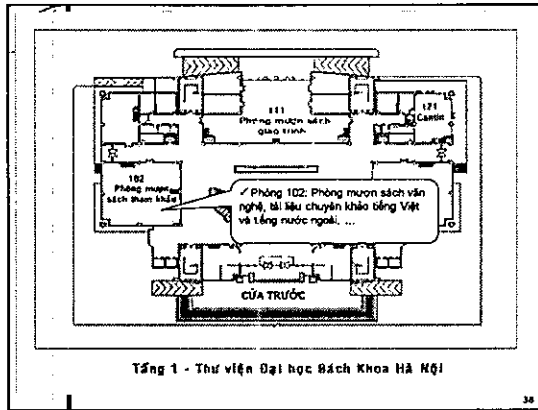 111
Phòng mượn sách
giáo trình
121
Cantin
102
Phòng mượn
sách tham khảo
✓ Phòng 102: Phòng mượn sách văn
nghệ, tài liệu chuyên khảo tiếng Việt
và tiếng nước ngoài, ...
CỬA TRƯỚC
Tầng 1 - Thư viện Đại học Bách Khoa Hà Nội
38